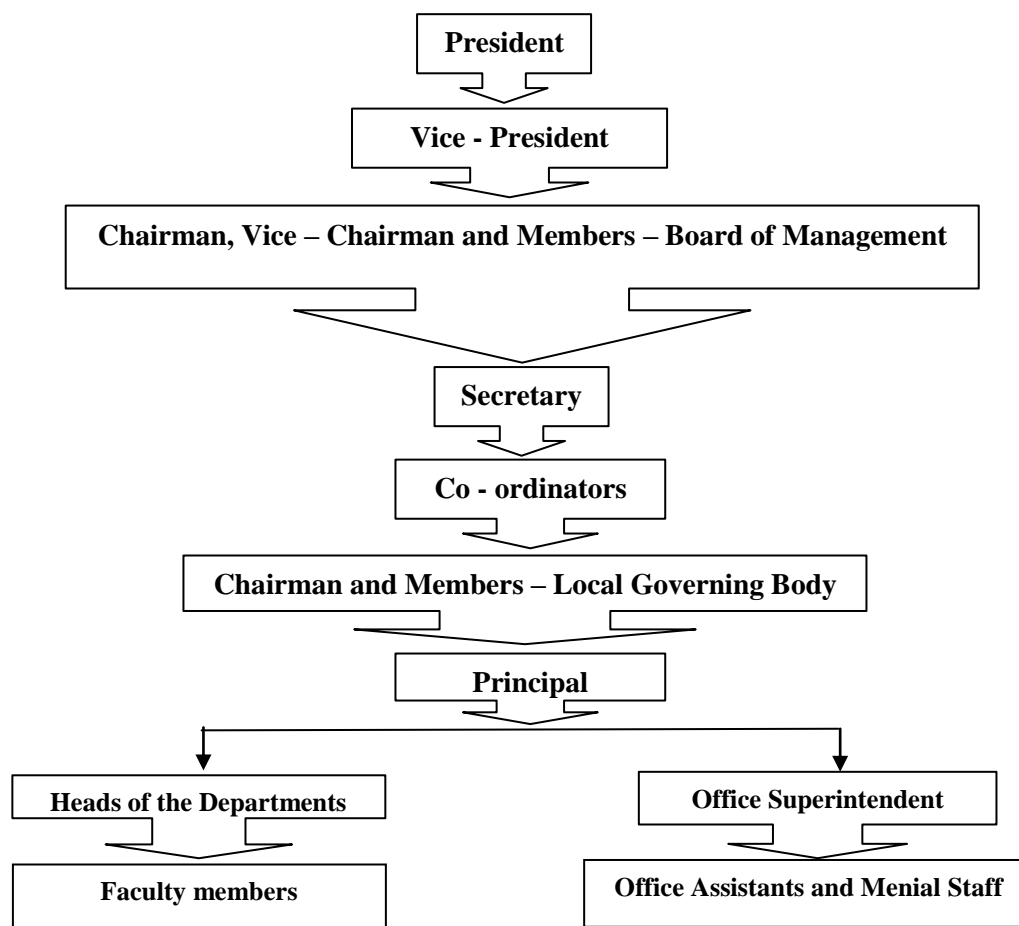 President
Vice - President
Chairman, Vice – Chairman and Members – Board of Management
Secretary
Co - ordinators
Chairman and Members – Local Governing Body
Principal
Heads of the Departments
Office Superintendent
Faculty members
Office Assistants and Menial Staff